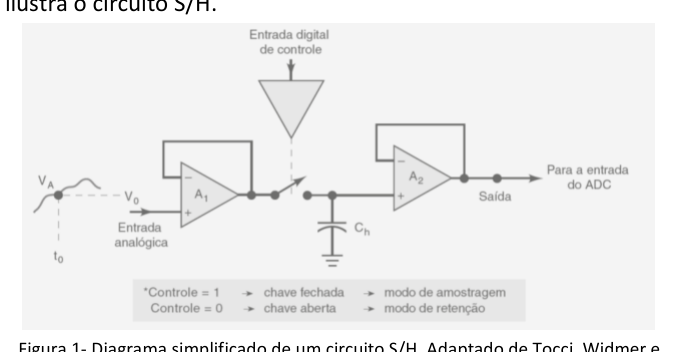 ilustra o circuito S/H.
Entrada digital
de controle
V_A
V_o
A_1
A_2
−
+
−
+
Entrada
analógica
t_0
C_h
Saída
Para a entrada
do ADC
*Controle = 1 → chave fechada → modo de amostragem
Controle = 0 → chave aberta → modo de retenção
Figura 1- Diagrama simplificado de um circuito S/H. Adaptado de Tocci, Widmer e